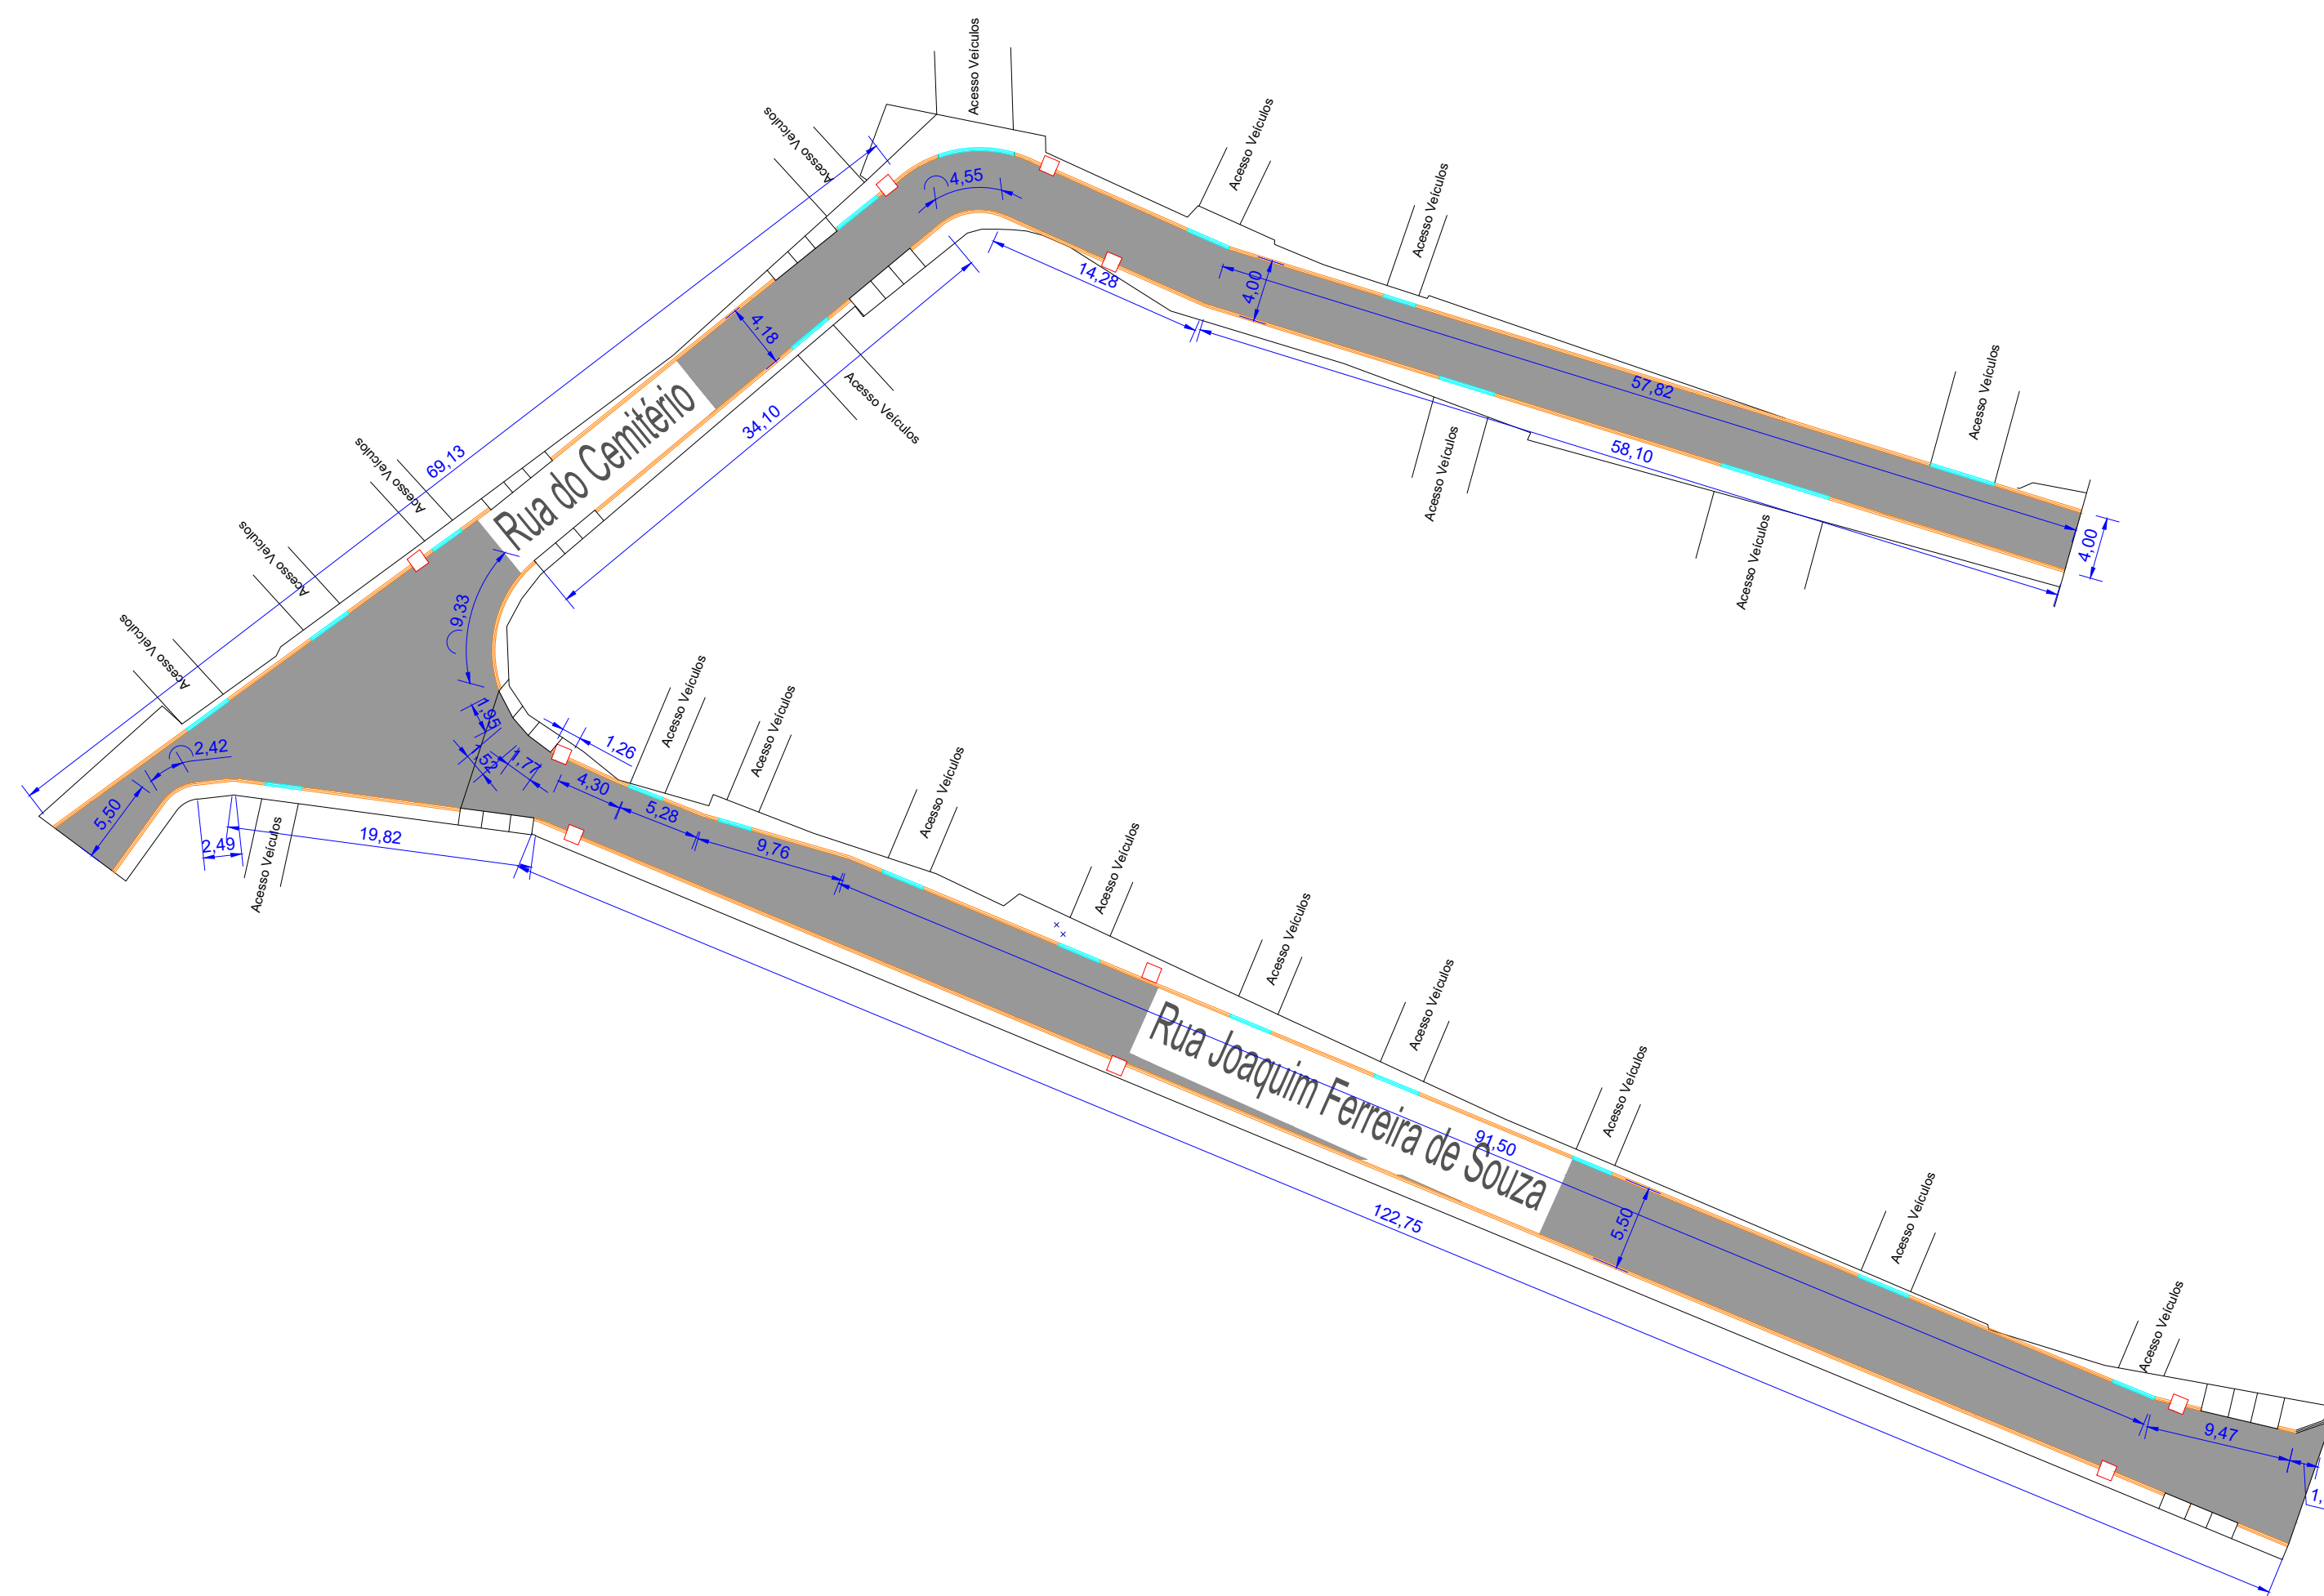 Acesso Veículos
Acesso Veículos
Acesso Veículos
Acesso Veículos
4,55
14,28
4,00
57,82
Acesso Veículos
58,10
4,00
Acesso Veículos
Acesso Veículos
4,18
Acesso Veículos
34,10
69,13
Rua do Cemitério
Acesso Veículos
Acesso Veículos
Acesso Veículos
9,33
1,95
1,77
1,26
2,42
5,50
2,49
19,82
Acesso Veículos
4,30
5,28
9,76
Acesso Veículos
Acesso Veículos
Acesso Veículos
Acesso Veículos
Acesso Veículos
Acesso Veículos
Acesso Veículos
Rua Joaquim Ferreira de Souza
91,50
122,75
5,50
Acesso Veículos
Acesso Veículos
9,47